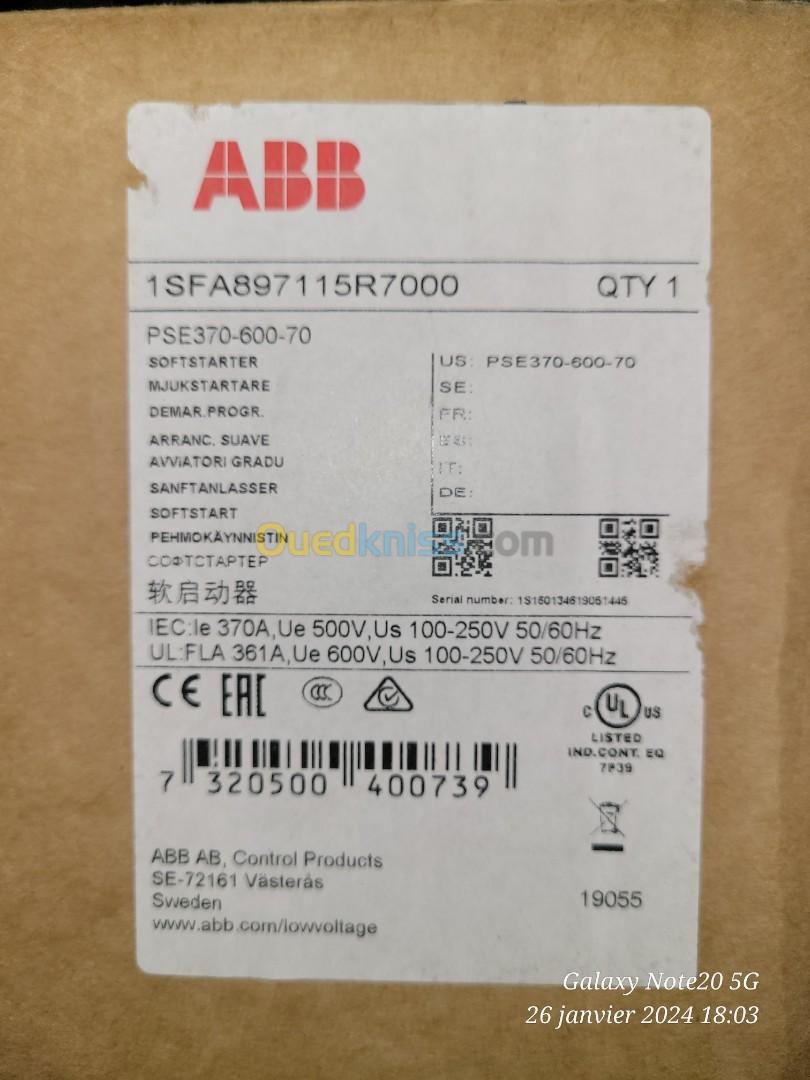 ABB
1SFA897115R7000 QTY 1
PSE370-600-70
SOFTSTARTER
MJUKSTARTARE
DEMAR.PROGR.
ARRANC. SUAVE
AVVIATORI GRADU
SANFTANLASSER
SOFTSTART
PEHMOKÄYNNISTIN
СОФТСТАРТЕР
软启动器
US: PSE370-600-70
SE:
FR:
ES:
IT:
DE:
Ouedkniss.com
Serial number: 1S150134619051445
IEC:Ie 370A,Ue 500V,Us 100-250V 50/60Hz
UL:FLA 361A,Ue 600V,Us 100-250V 50/60Hz
CE EAC CCC
C UL US
LISTED
IND.CONT. EQ
7P39
7 320500 400739
ABB AB, Control Products
SE-72161 Västerås
Sweden
www.abb.com/lowvoltage
19055
Galaxy Note20 5G
26 janvier 2024 18:03